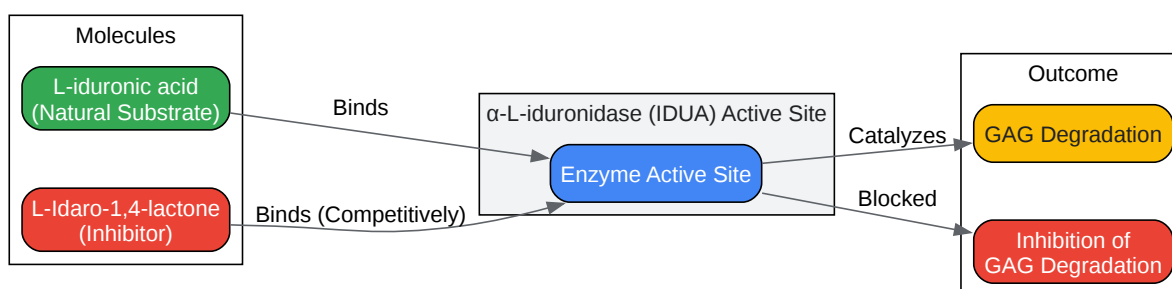 Molecules
L-iduronic acid
(Natural Substrate)
L-Idaro-1,4-lactone
(Inhibitor)
Binds
Binds (Competitively)
α-L-iduronidase (IDUA) Active Site
Enzyme Active Site
Catalyzes
Blocked
Outcome
GAG Degradation
Inhibition of
GAG Degradation